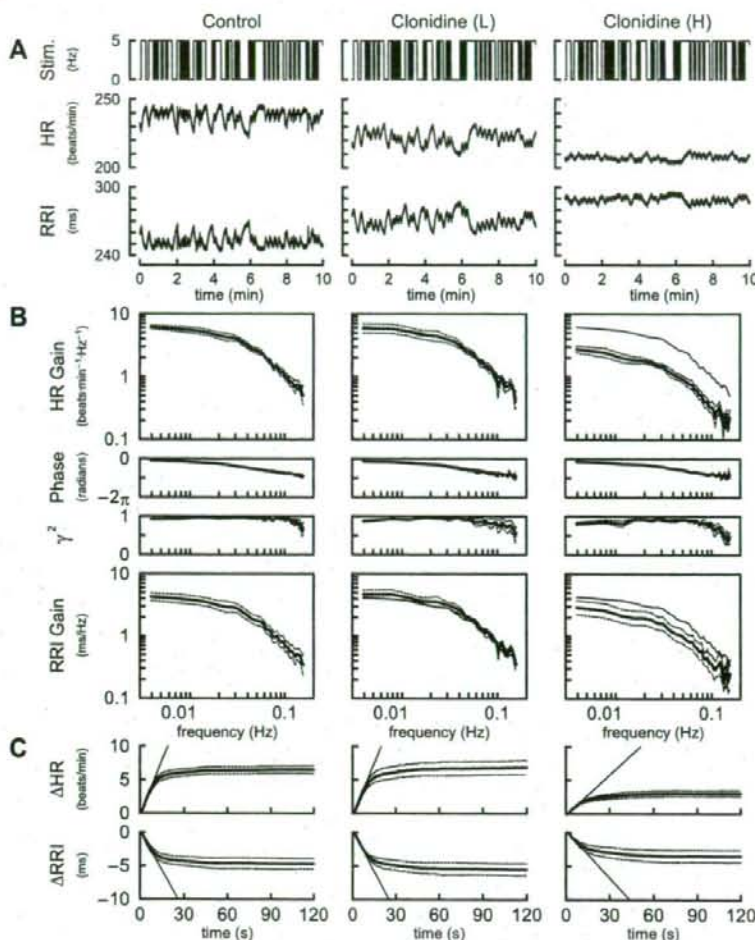 Control Clonidine (L) Clonidine (H)
A
Stim.
(Hz)
5
0
HR
(beats/min)
250
200
RRI
(ms)
300
240
0 2 4 6 8 10 0 2 4 6 8 10 0 2 4 6 8 10
time (min) time (min) time (min)
B
HR Gain
(beats·min⁻¹·Hz⁻¹)
10
1
0.1
Phase
(radians)
0
−2π
γ²
1
0
RRI Gain
(ms/Hz)
10
1
0.1
0.01 0.1 0.01 0.1 0.01 0.1
frequency (Hz) frequency (Hz) frequency (Hz)
C
ΔHR
(beats/min)
10
5
0
ΔRRI
(ms)
0
−5
−10
0 30 60 90 120 0 30 60 90 120 0 30 60 90 120
time (s) time (s) time (s)